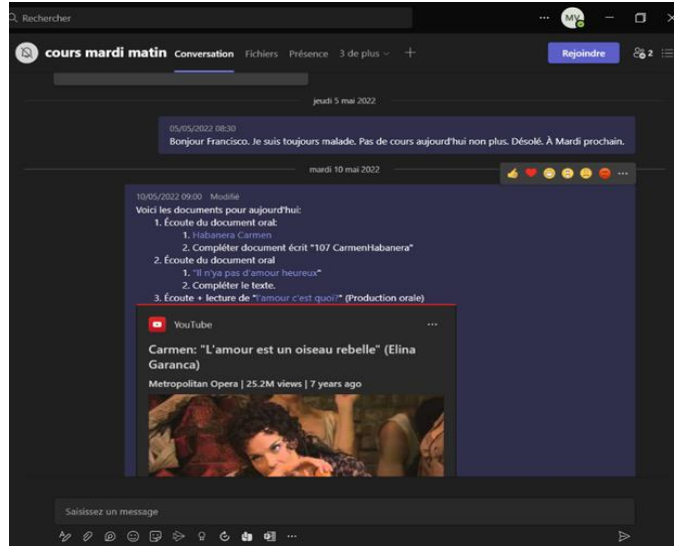 Rechercher
MV
cours mardi matin Conversation Fichiers Présence 3 de plus
Rejoindre
2
jeudi 5 mai 2022
05/05/2022 08:30
Bonjour Francisco. Je suis toujours malade. Pas de cours aujourd'hui non plus. Désolé. À Mardi prochain.
mardi 10 mai 2022
10/05/2022 09:00 Modifié
Voici les documents pour aujourd'hui:
1. Écoute du document oral:
1. Habanera Carmen
2. Compléter document écrit "107 CarmenHabanera"
2. Écoute du document oral
1. "Il n'ya pas d'amour heureux"
2. Compléter le texte.
3. Écoute + lecture de "l'amour c'est quoi?" (Production orale)
YouTube
Carmen: "L'amour est un oiseau rebelle" (Elina
Garanca)
Metropolitan Opera | 25.2M views | 7 years ago
Saisissez un message